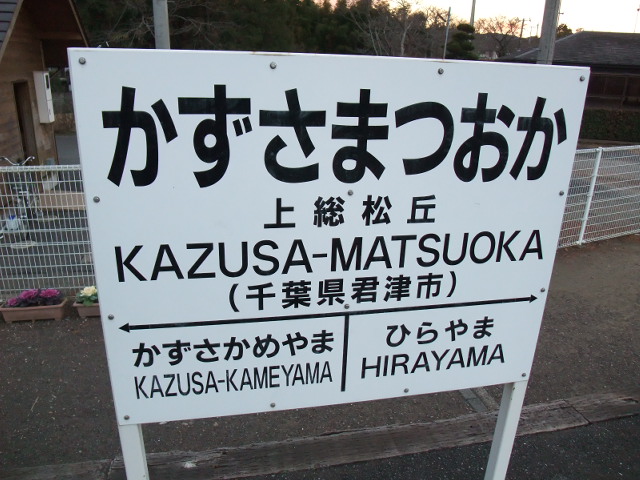 かずさまつおか
上総松丘
KAZUSA-MATSUOKA
(千葉県君津市)
かずさかめやま
KAZUSA-KAMEYAMA
ひらやま
HIRAYAMA